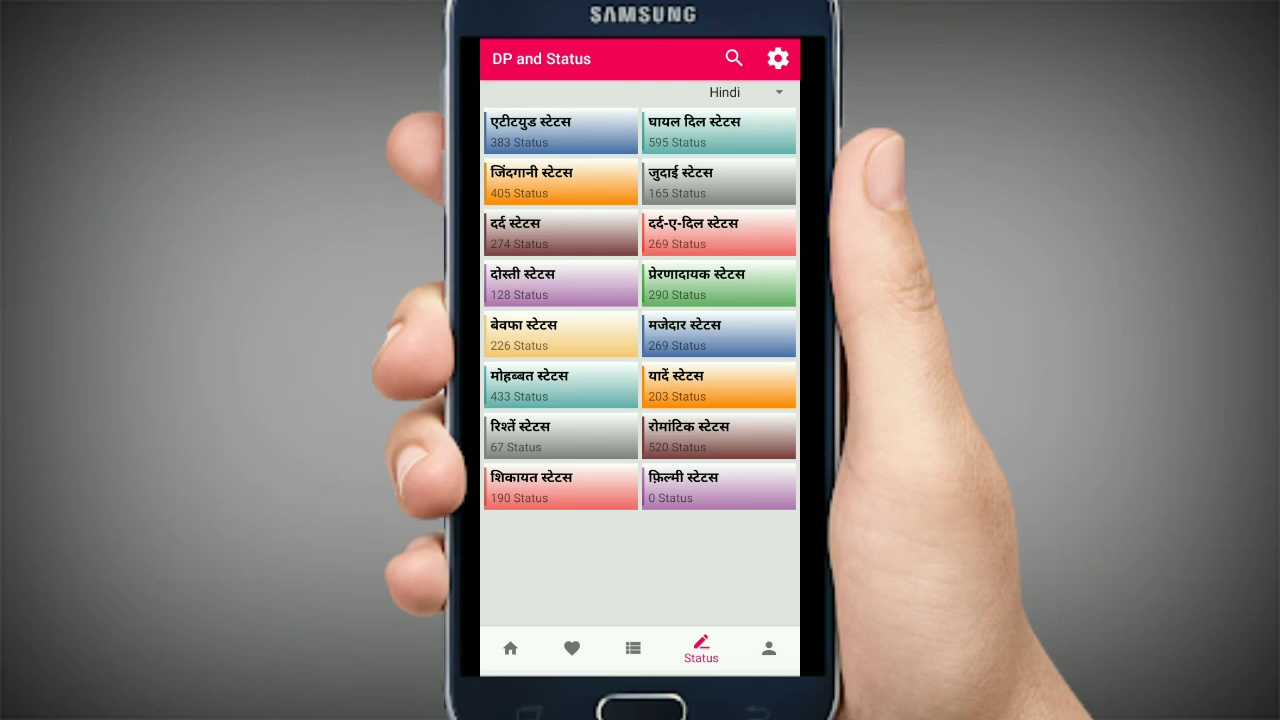 SAMSUNG
DP and Status
Hindi
एटीटयुड स्टेटस
383 Status
घायल दिल स्टेटस
595 Status
जिंदगानी स्टेटस
405 Status
जुदाई स्टेटस
165 Status
दर्द स्टेटस
274 Status
दर्द-ए-दिल स्टेटस
269 Status
दोस्ती स्टेटस
128 Status
प्रेरणादायक स्टेटस
290 Status
बेवफा स्टेटस
226 Status
मजेदार स्टेटस
269 Status
मोहब्बत स्टेटस
433 Status
यादें स्टेटस
203 Status
रिश्तें स्टेटस
67 Status
रोमांटिक स्टेटस
520 Status
शिकायत स्टेटस
190 Status
फ़िल्मी स्टेटस
0 Status
Status